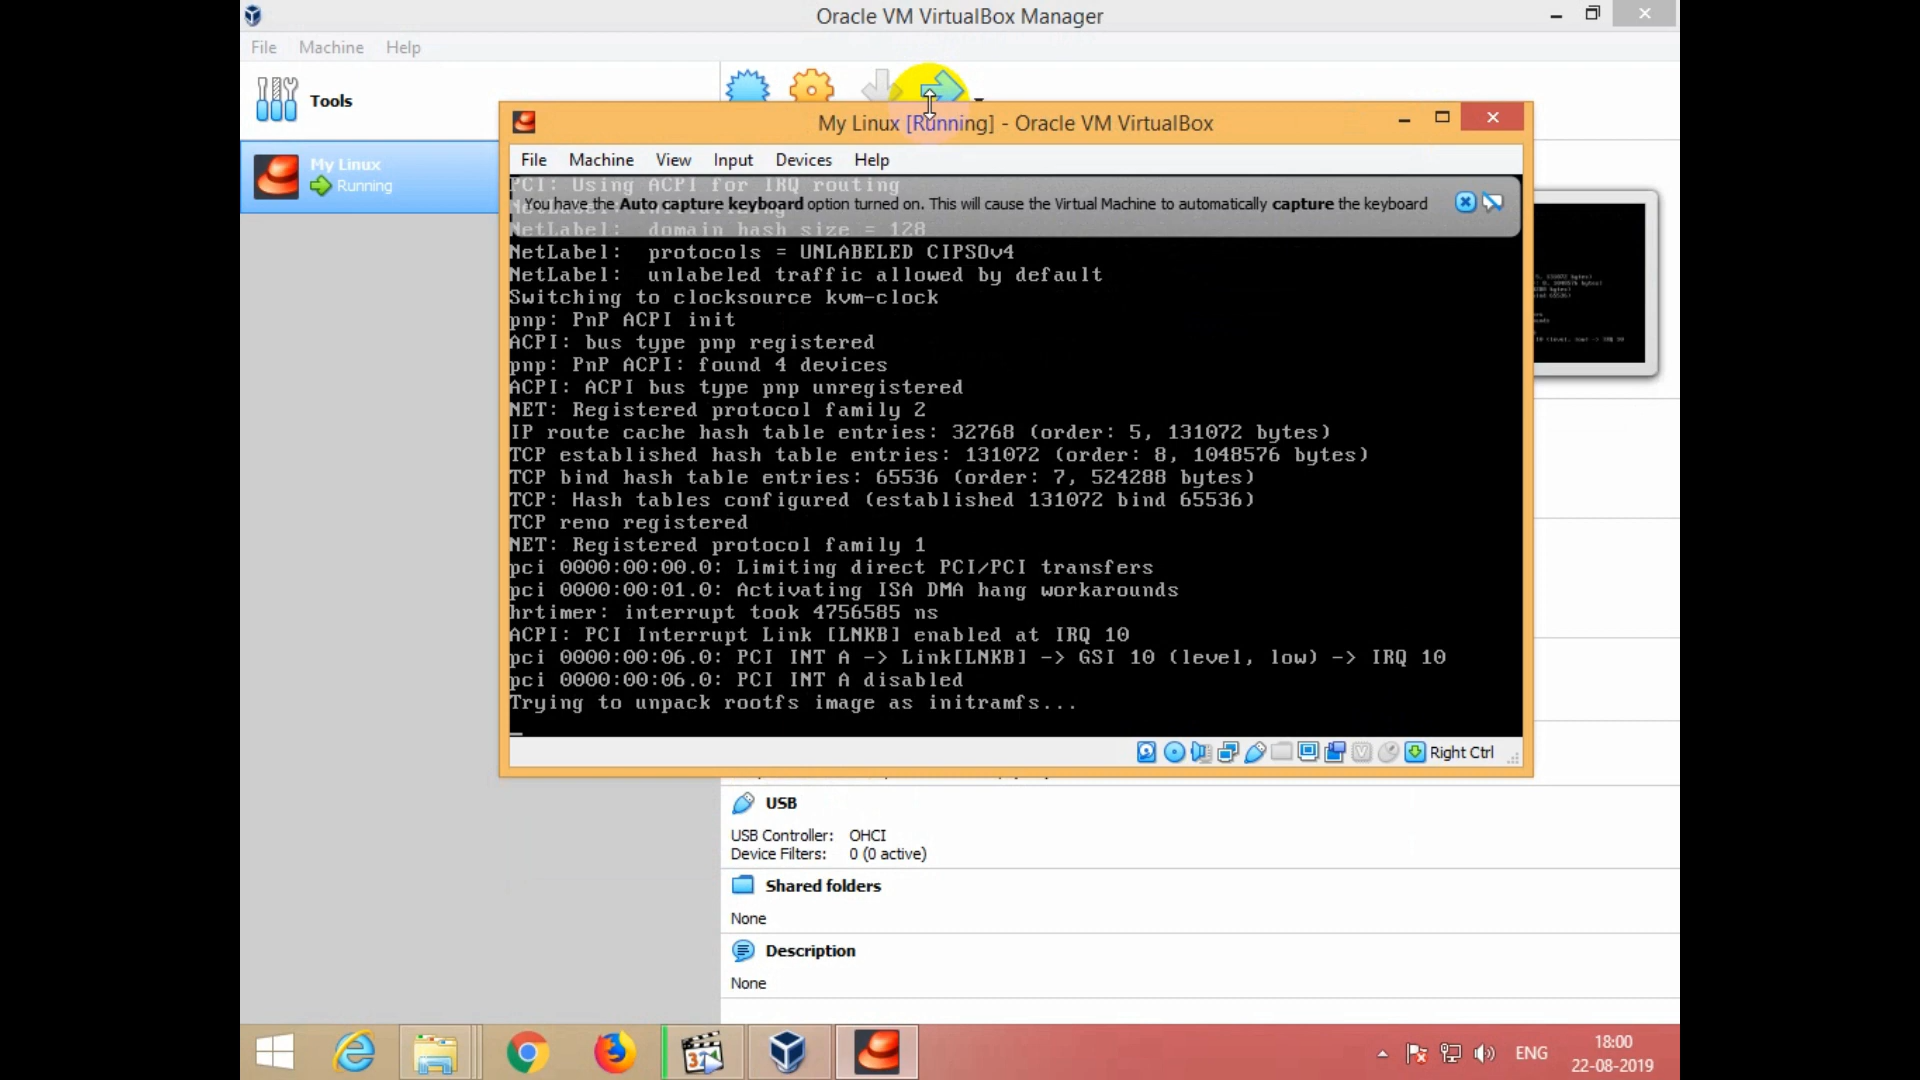 Oracle VM VirtualBox Manager
File Machine Help
Tools
My Linux
Running
My Linux [Running] - Oracle VM VirtualBox
File Machine View Input Devices Help
PCI: Using ACPI for IRQ routing
You have the Auto capture keyboard option turned on. This will cause the Virtual Machine to automatically capture the keyboard
NetLabel: domain hash size = 128
NetLabel: protocols = UNLABELED CIPSOv4
NetLabel: unlabeled traffic allowed by default
Switching to clocksource kvm-clock
pnp: PnP ACPI init
ACPI: bus type pnp registered
pnp: PnP ACPI: found 4 devices
ACPI: ACPI bus type pnp unregistered
NET: Registered protocol family 2
IP route cache hash table entries: 32768 (order: 5, 131072 bytes)
TCP established hash table entries: 131072 (order: 8, 1048576 bytes)
TCP bind hash table entries: 65536 (order: 7, 524288 bytes)
TCP: Hash tables configured (established 131072 bind 65536)
TCP reno registered
NET: Registered protocol family 1
pci 0000:00:00.0: Limiting direct PCI/PCI transfers
pci 0000:00:01.0: Activating ISA DMA hang workarounds
hrtimer: interrupt took 4756585 ns
ACPI: PCI Interrupt Link [LNKB] enabled at IRQ 10
pci 0000:00:06.0: PCI INT A -> Link[LNKB] -> GSI 10 (level, low) -> IRQ 10
pci 0000:00:06.0: PCI INT A disabled
Trying to unpack rootfs image as initramfs...
Right Ctrl
USB
USB Controller: OHCI
Device Filters: 0 (0 active)
Shared folders
None
Description
None
ENG
18:00
22-08-2019